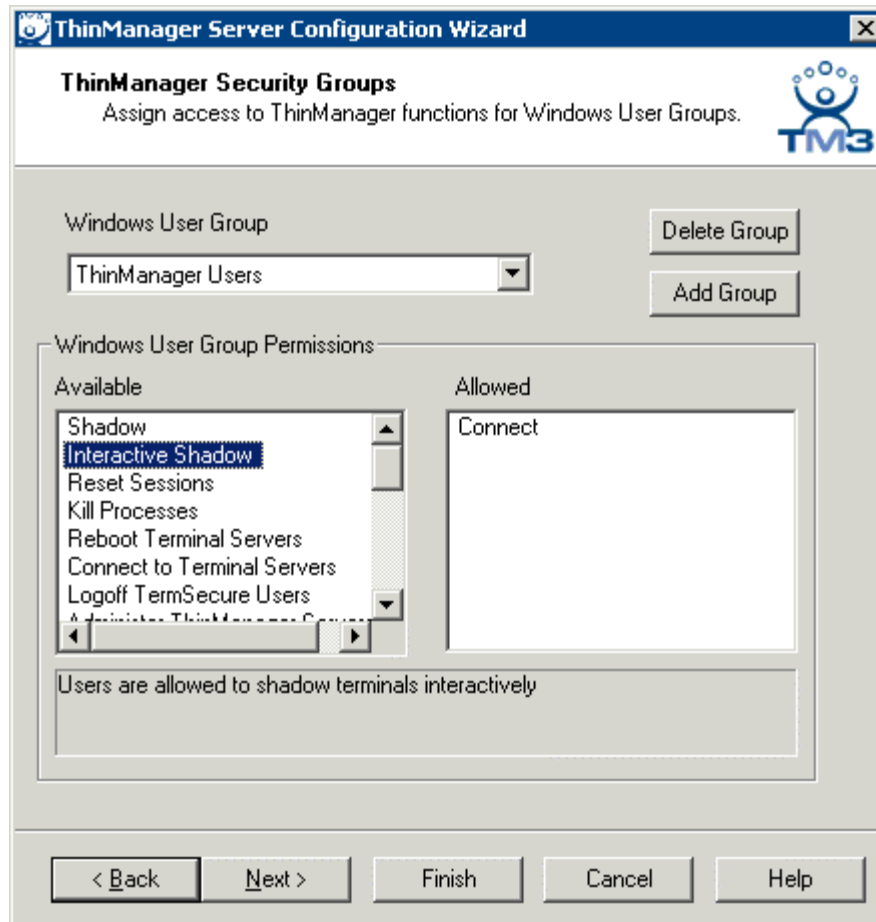 ThinManager Server Configuration Wizard
ThinManager Security Groups
Assign access to ThinManager functions for Windows User Groups.
TM3
Windows User Group
Delete Group
ThinManager Users
Add Group
Windows User Group Permissions
Available
Allowed
Shadow
Connect
Interactive Shadow
Reset Sessions
Kill Processes
Reboot Terminal Servers
Connect to Terminal Servers
Logoff TermSecure Users
Administer ThinManager
Users are allowed to shadow terminals interactively
< Back
Next >
Finish
Cancel
Help